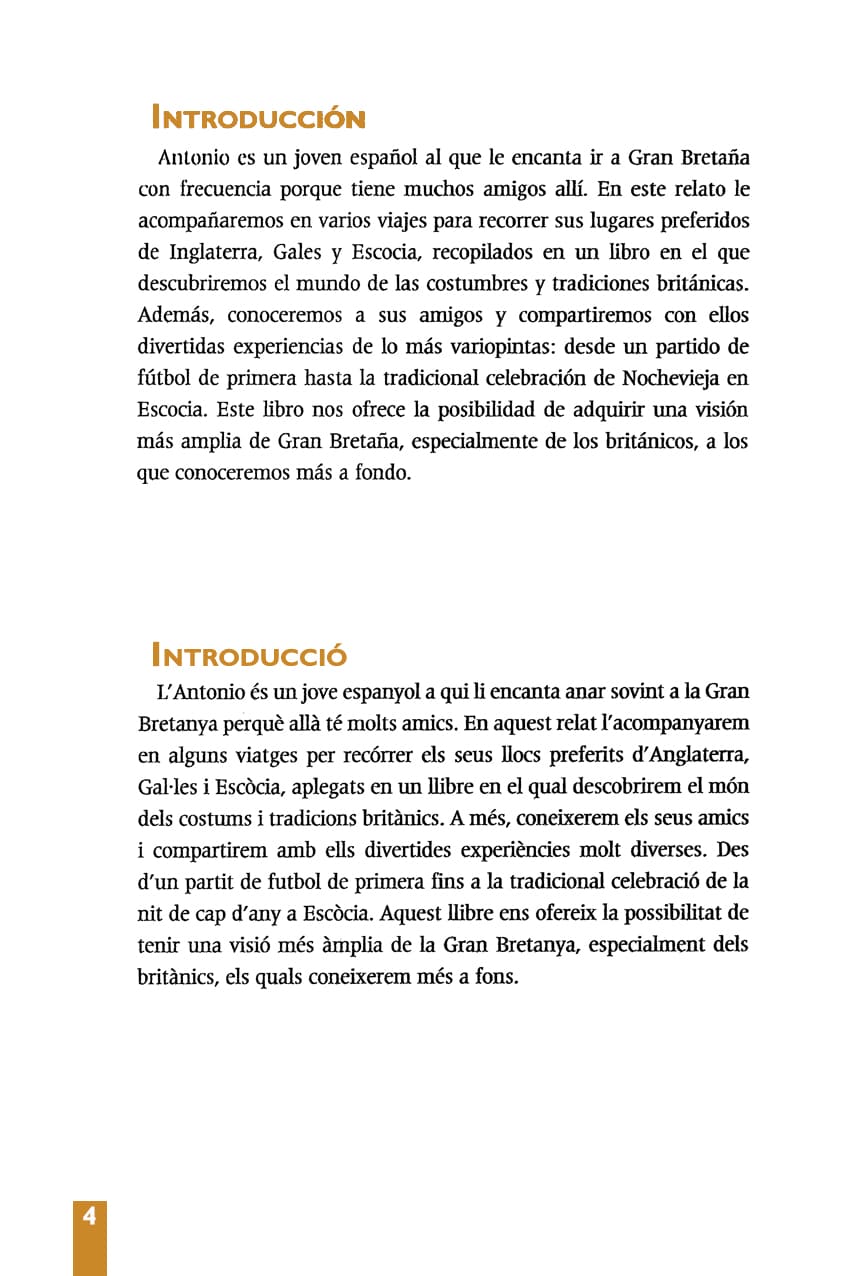 INTRODUCCIÓN
Antonio es un joven español al que le encanta ir a Gran Bretaña
con frecuencia porque tiene muchos amigos allí. En este relato le
acompañaremos en varios viajes para recorrer sus lugares preferidos
de Inglaterra, Gales y Escocia, recopilados en un libro en el que
descubriremos el mundo de las costumbres y tradiciones británicas.
Además, conoceremos a sus amigos y compartiremos con ellos
divertidas experiencias de lo más variopintas: desde un partido de
fútbol de primera hasta la tradicional celebración de Nochevieja en
Escocia. Este libro nos ofrece la posibilidad de adquirir una visión
más amplia de Gran Bretaña, especialmente de los británicos, a los
que conoceremos más a fondo.
INTRODUCCIÓ
L'Antonio és un jove espanyol a qui li encanta anar sovint a la Gran
Bretanya perquè allà té molts amics. En aquest relat l'acompanyarem
en alguns viatges per recórrer els seus llocs preferits d'Anglaterra,
Gal·les i Escòcia, aplegats en un llibre en el qual descobrirem el món
dels costums i tradicions britànics. A més, coneixerem els seus amics
i compartirem amb ells divertides experiències molt diverses. Des
d'un partit de futbol de primera fins a la tradicional celebració de la
nit de cap d'any a Escòcia. Aquest llibre ens ofereix la possibilitat de
tenir una visió més àmplia de la Gran Bretanya, especialment dels
britànics, els quals coneixerem més a fons.
4